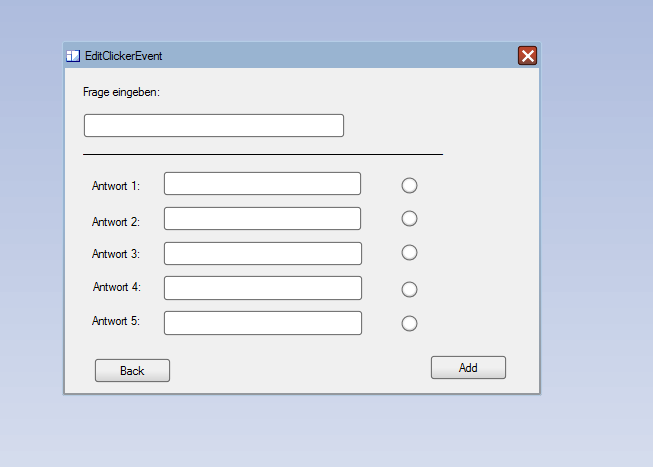 EditClickerEvent
Frage eingeben:
Antwort 1:
Antwort 2:
Antwort 3:
Antwort 4:
Antwort 5:
Back
Add